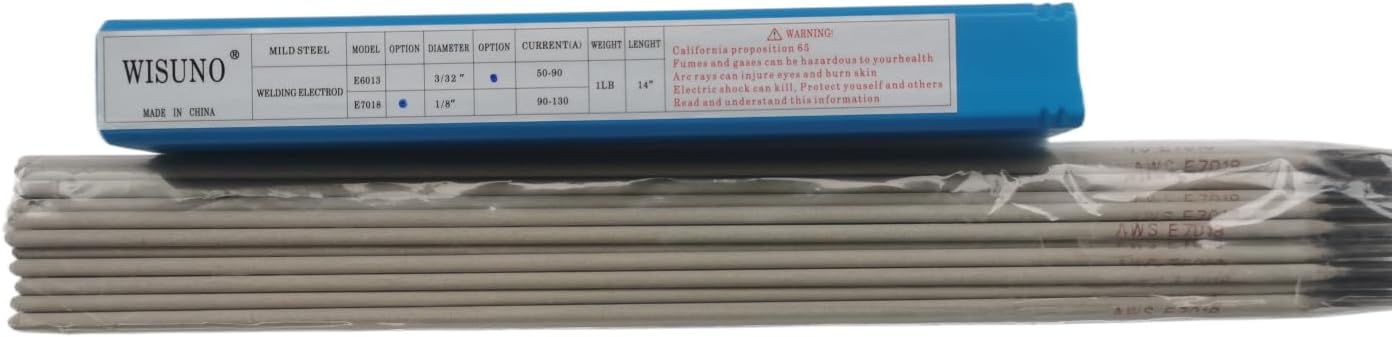 WISUNO ®
MADE IN CHINA
MILD STEEL MODEL OPTION DIAMETER OPTION CURRENT(A) WEIGHT LENGHT
WELDING ELECTROD
E6013 3/32 " 50-90
E7018 1/8" 90-130
1LB 14"
WARNING!
California proposition 65
Fumes and gases can be hazardous to yourhealth
Arc rays can injure eyes and burn skin
Electric shock can kill, Protect youself and others
Read and understand this information
AWS E7018
AWS E7018
AWS E7018